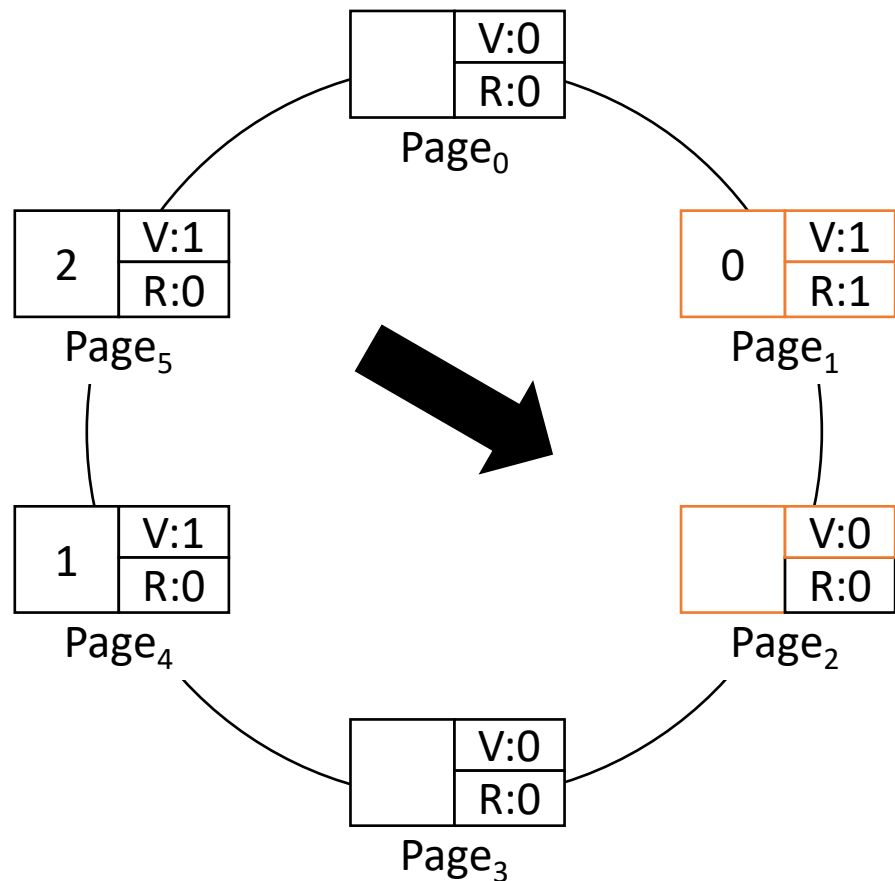 V:0
R:0
Page₀
2
V:1
R:0
Page₅
0
V:1
R:1
Page₁
1
V:1
R:0
Page₄
V:0
R:0
Page₂
V:0
R:0
Page₃